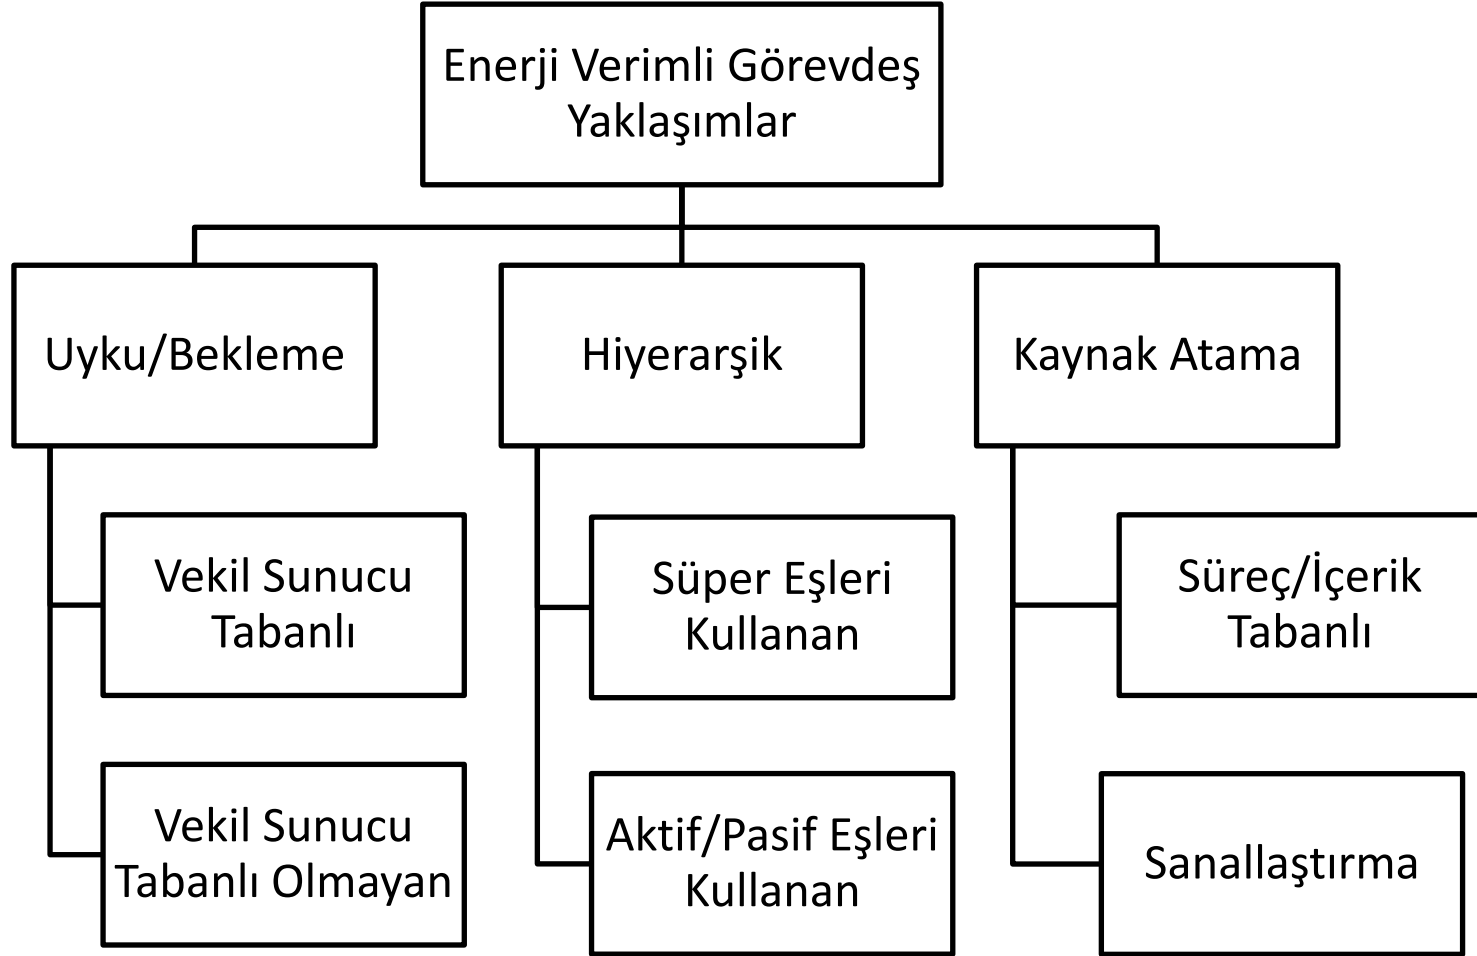 Enerji Verimli Görevdeş
Yaklaşımlar
Uyku/Bekleme
Hiyerarşik
Kaynak Atama
Vekil Sunucu
Tabanlı
Süper Eşleri
Kullanan
Süreç/İçerik
Tabanlı
Vekil Sunucu
Tabanlı Olmayan
Aktif/Pasif Eşleri
Kullanan
Sanallaştırma